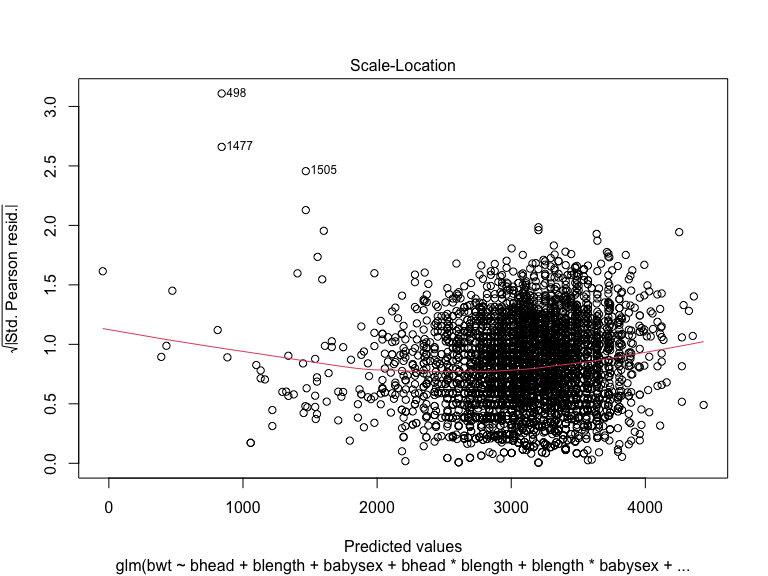 Scale-Location
498
1477
1505
√|Std. Pearson resid.|
0.0 0.5 1.0 1.5 2.0 2.5 3.0
0 1000 2000 3000 4000
Predicted values
glm(bwt ~ bhead + blength + babysex + bhead * blength + blength * babysex + ...